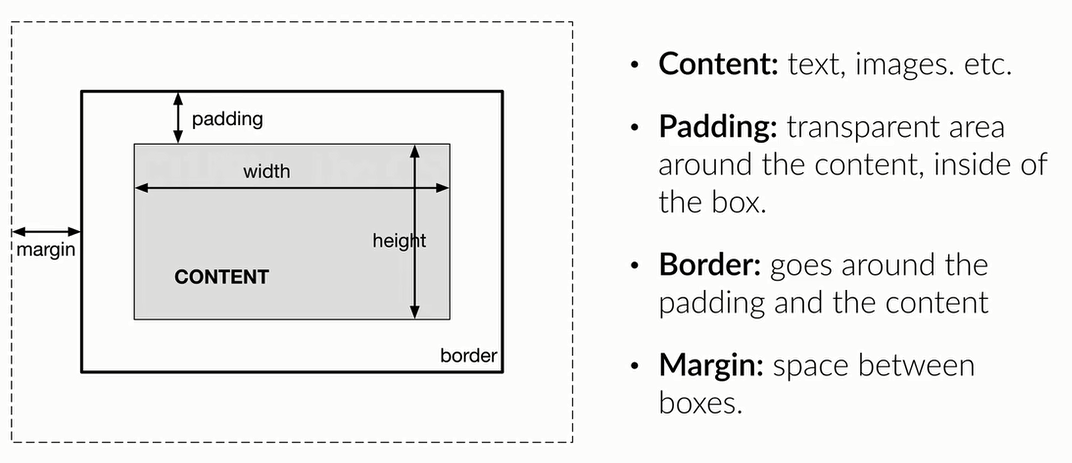 padding
width
height
margin
CONTENT
border
• Content: text, images. etc.
• Padding: transparent area
around the content, inside of
the box.
• Border: goes around the
padding and the content
• Margin: space between
boxes.